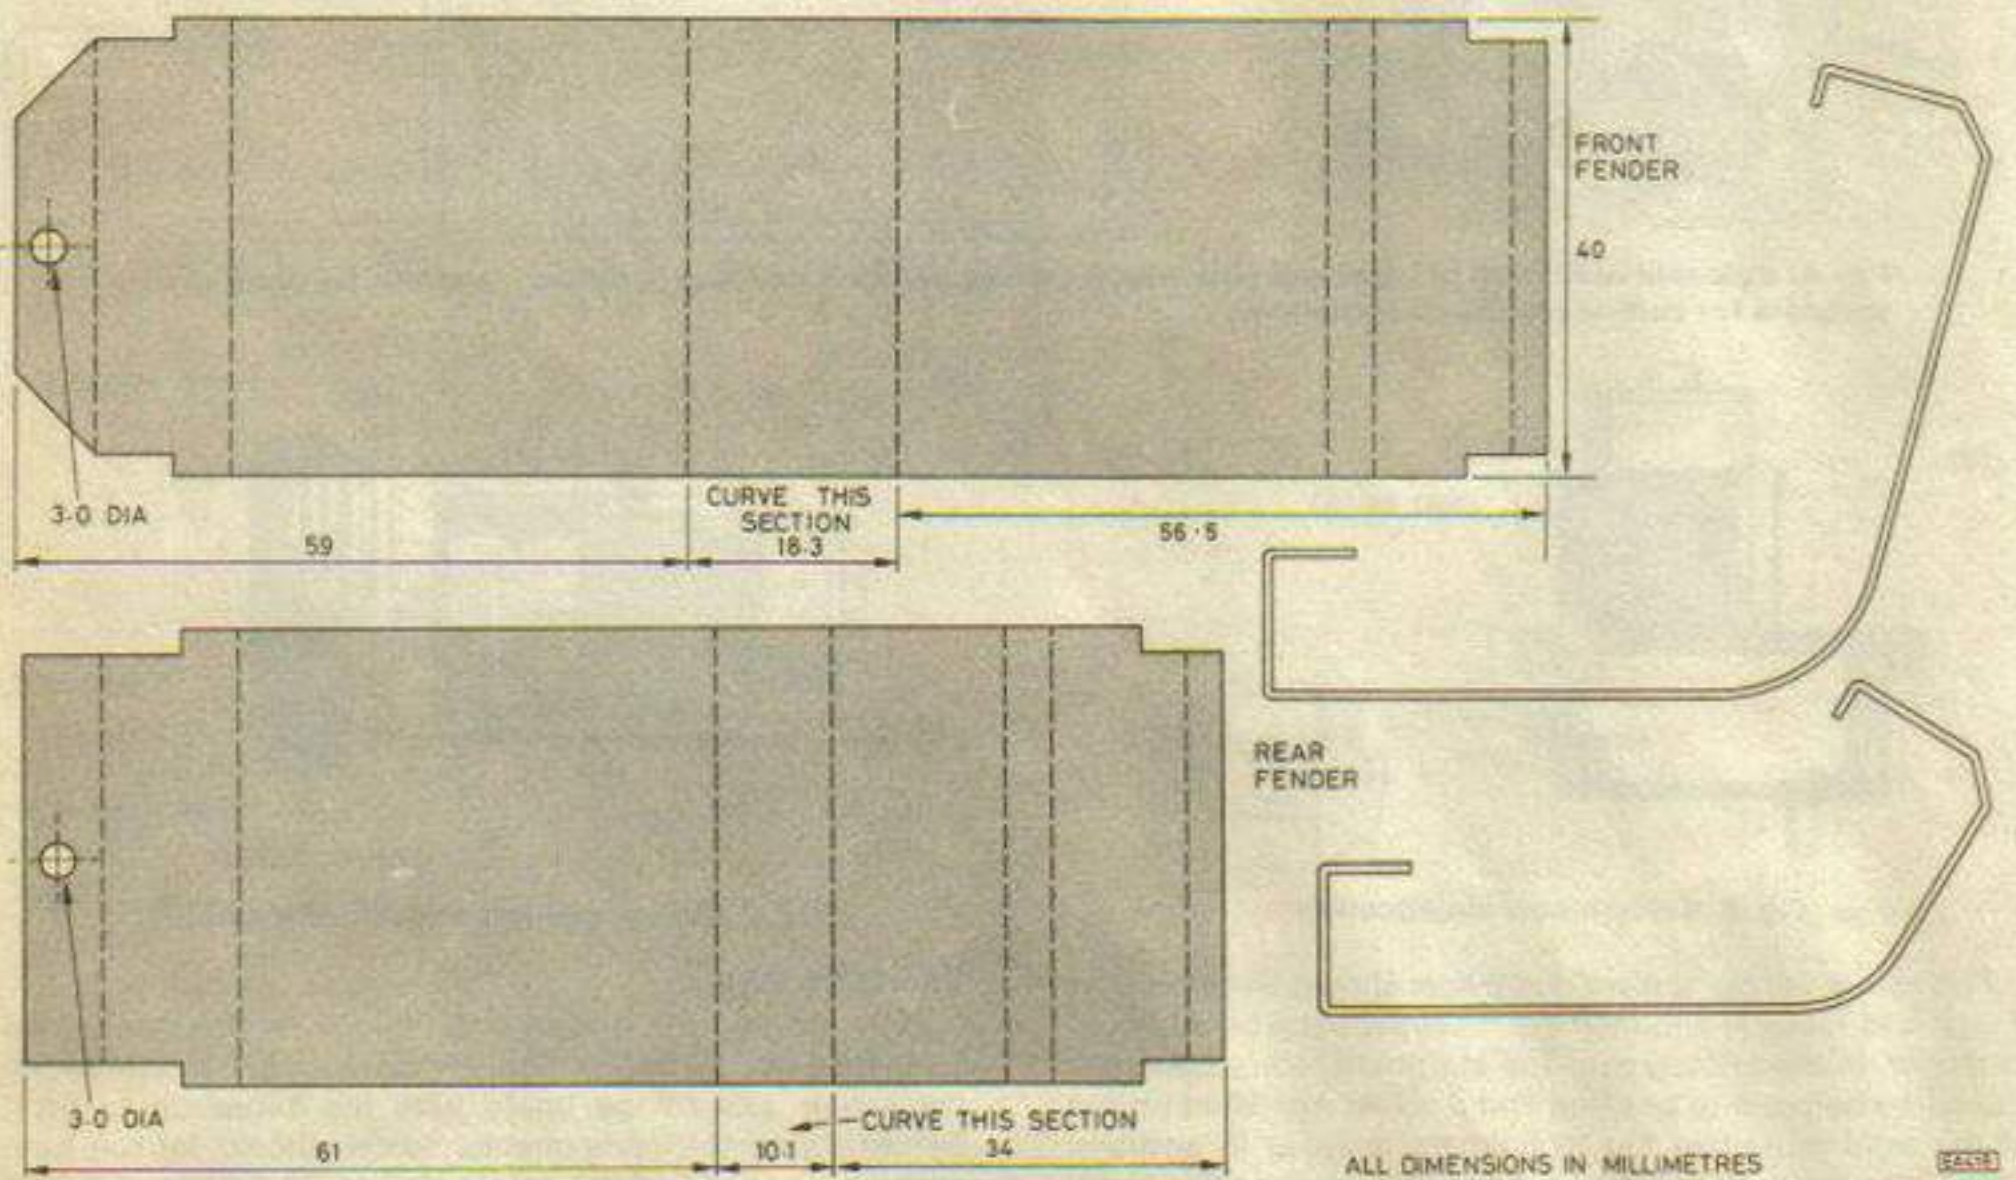 FRONT
FENDER
40
3·0 DIA
CURVE THIS
SECTION
59
18·3
56·5
REAR
FENDER
3·0 DIA
CURVE THIS SECTION
61
10·1
34
ALL DIMENSIONS IN MILLIMETRES